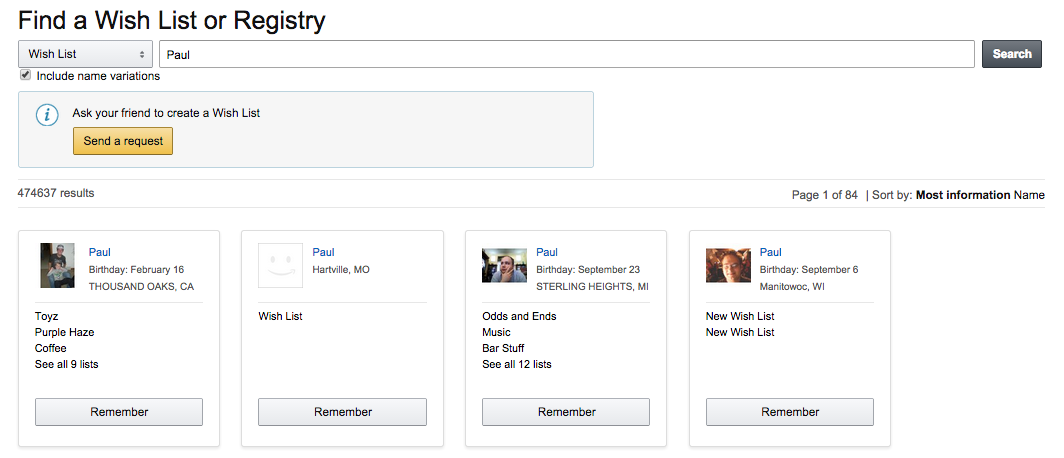 Find a Wish List or Registry
Wish List
Paul
Search
Include name variations
Ask your friend to create a Wish List
Send a request
474637 results
Page 1 of 84 | Sort by: Most information Name
Paul
Birthday: February 16
THOUSAND OAKS, CA
Toyz
Purple Haze
Coffee
See all 9 lists
Remember
Paul
Hartville, MO
Wish List
Remember
Paul
Birthday: September 23
STERLING HEIGHTS, MI
Odds and Ends
Music
Bar Stuff
See all 12 lists
Remember
Paul
Birthday: September 6
Manitowoc, WI
New Wish List
New Wish List
Remember